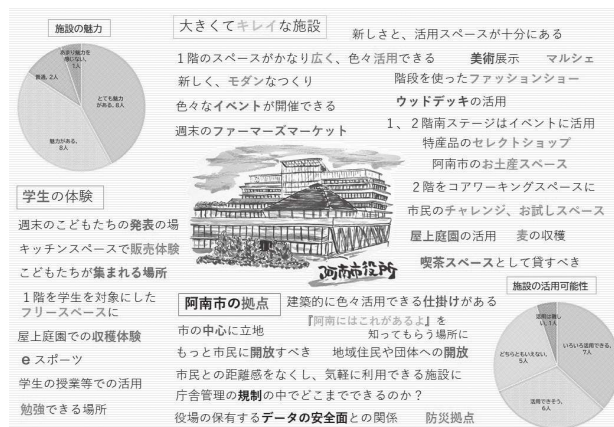 施設の魅力
あまり魅力を感じない, 1人
普通, 2人
とても魅力がある, 8人
魅力がある, 8人
大きくてキレイな施設
新しさと、活用スペースが十分にある
1階のスペースがかなり広く、色々活用できる
美術展示 マルシェ
新しく、モダンなつくり
階段を使ったファッションショー
色々なイベントが開催できる
ウッドデッキの活用
週末のファーマーズマーケット
1、2階南ステージはイベントに活用
特産品のセレクトショップ
阿南市のお土産スペース
2階をコアワーキングスペースに
市民のチャレンジ、お試しスペース
屋上庭園の活用 麦の収穫
喫茶スペースとして貸すべき
阿南市役所
学生の体験
週末のこどもたちの発表の場
キッチンスペースで販売体験
こどもたちが集まれる場所
1階を学生を対象にした
フリースペースに
屋上庭園での収穫体験
eスポーツ
学生の授業等での活用
勉強できる場所
阿南市の拠点
建築的に色々活用できる仕掛けがある
『阿南にはこれがあるよ』を
知ってもらう場所に
市の中心に立地
もっと市民に開放すべき 地域住民や団体への開放
市民との距離感をなくし、気軽に利用できる施設に
庁舎管理の規制の中でどこまでできるのか?
役場の保有するデータの安全面との関係 防災拠点
施設の活用可能性
活用は難しい, 1人
いろいろ活用できる, 7人
どちらともいえない, 5人
活用できそう, 6人